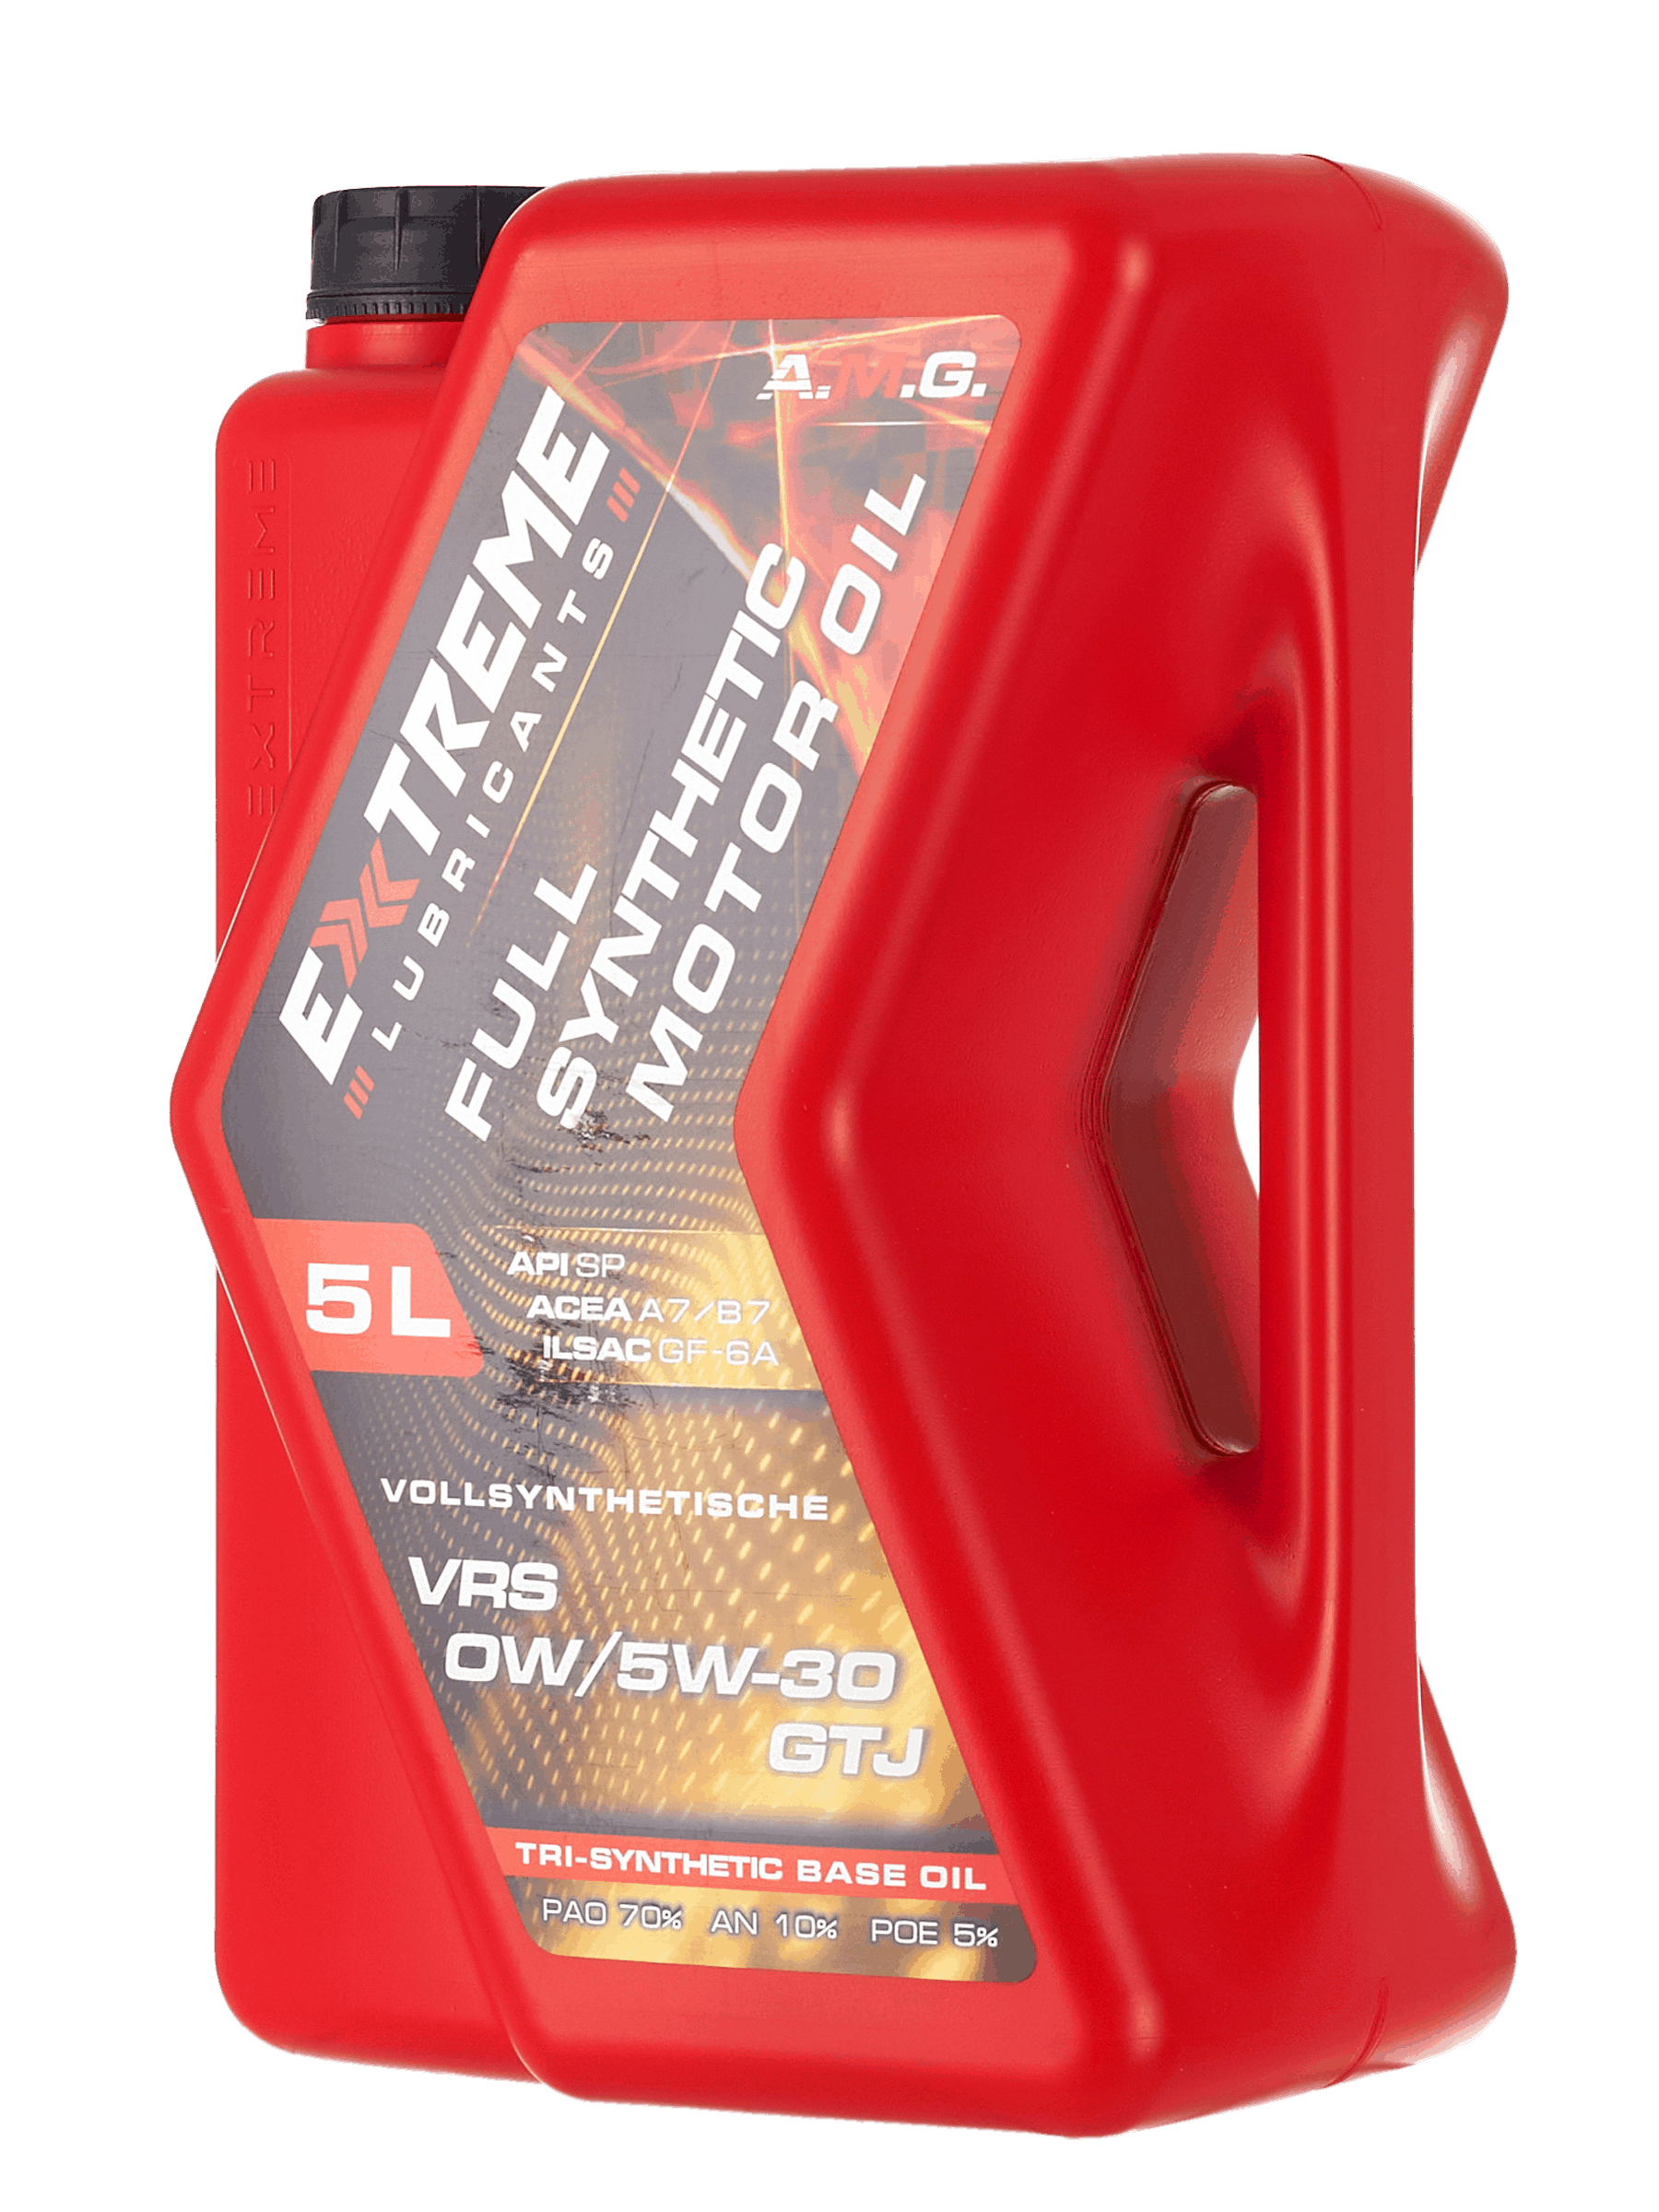 A.M.G.
EXTREME
LUBRICANTS
FULL
SYNTHETIC
MOTOR OIL
5L
API SP
ACEA A7/B7
ILSAC GF-6A
VOLLSYNTHETISCHE
VRS
0W/5W-30
GTJ
TRI-SYNTHETIC BASE OIL
PAO 70% AN 10% POE 5%
EXTREME